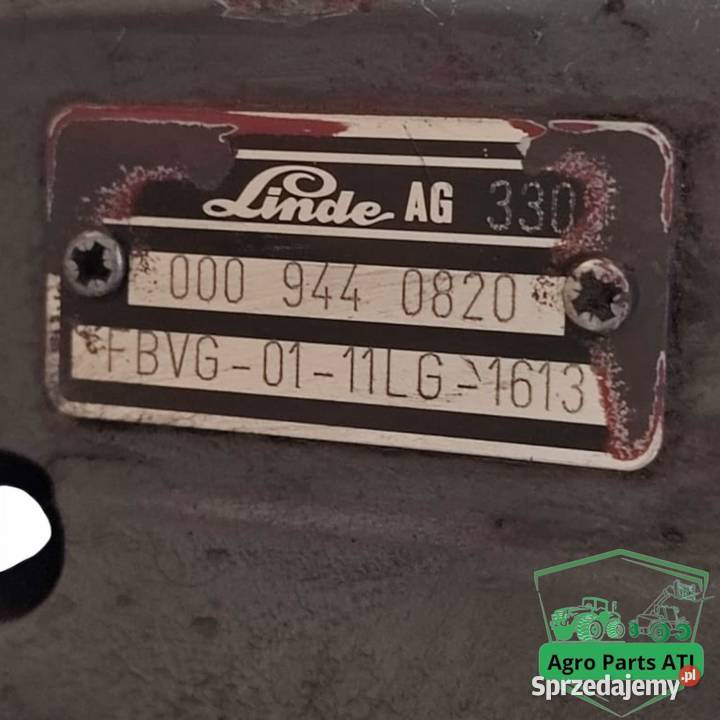 Linde AG 330
000 944 0820
FBVG-01-11LG-1613
Agro Parts ATI
Sprzedajemy.pl